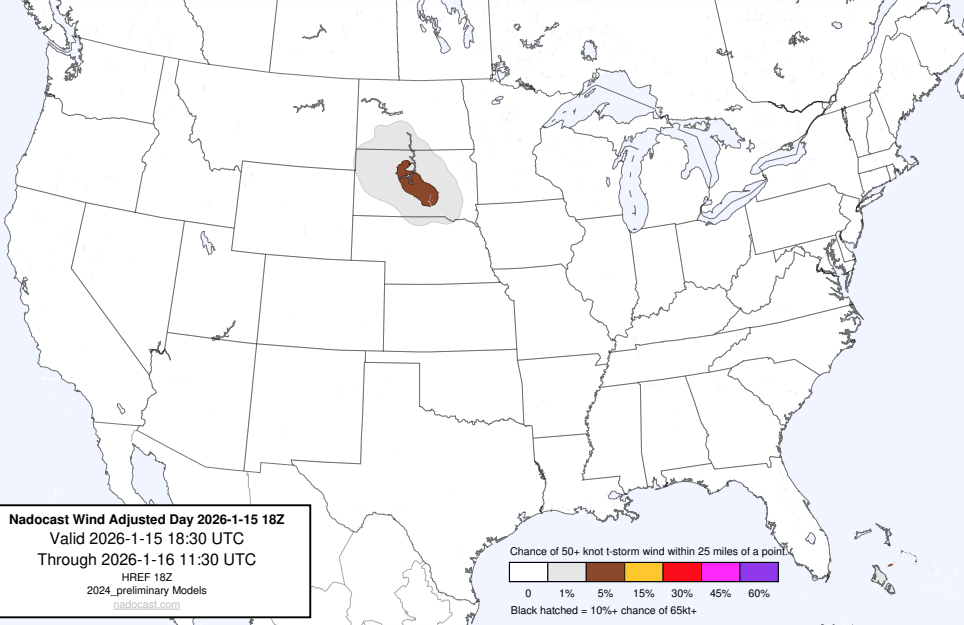 Nadocast Wind Adjusted Day 2026-1-15 18Z
Valid 2026-1-15 18:30 UTC
Through 2026-1-16 11:30 UTC
HREF 18Z
2024_preliminary Models
nadocast.com
Chance of 50+ knot t-storm wind within 25 miles of a point.
0 1% 5% 15% 30% 45% 60%
Black hatched = 10%+ chance of 65kt+